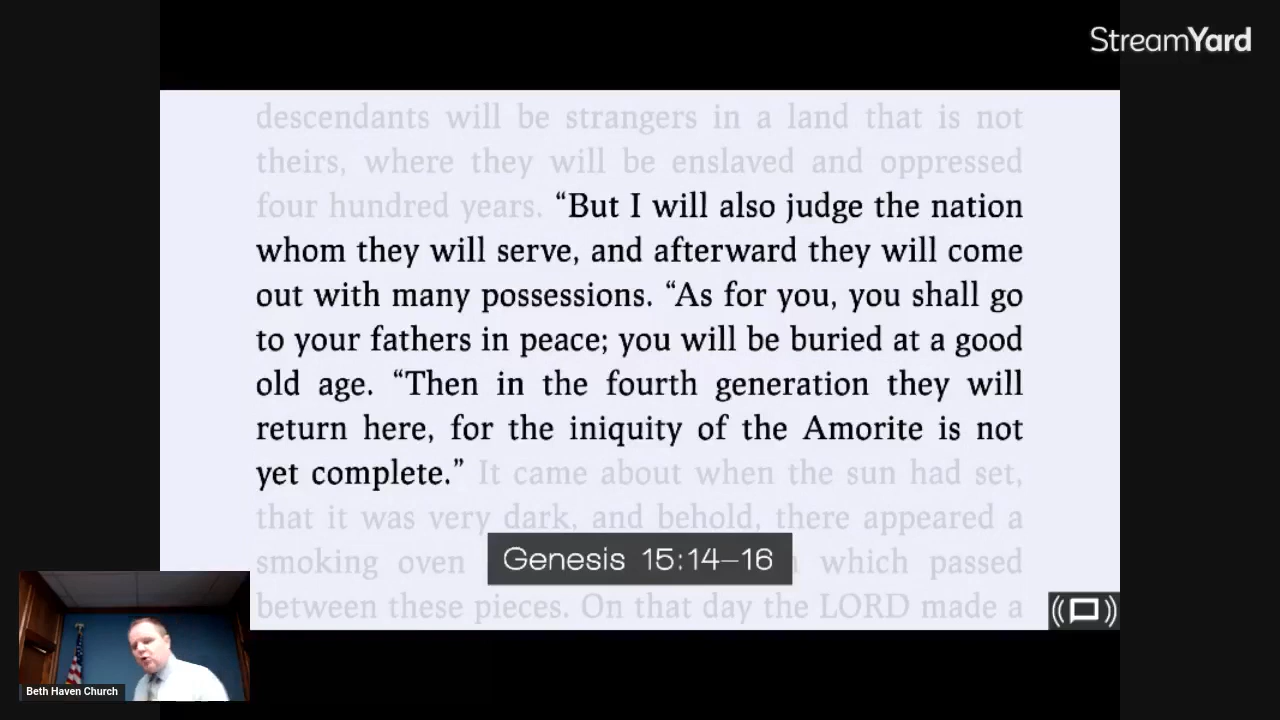 StreamYard
descendants will be strangers in a land that is not
theirs, where they will be enslaved and oppressed
four hundred years. “But I will also judge the nation
whom they will serve, and afterward they will come
out with many possessions. “As for you, you shall go
to your fathers in peace; you will be buried at a good
old age. “Then in the fourth generation they will
return here, for the iniquity of the Amorite is not
yet complete.” It came about when the sun had set,
that it was very dark, and behold, there appeared a
smoking oven which passed
Genesis 15:14–16
between these pieces. On that day the LORD made a
Beth Haven Church